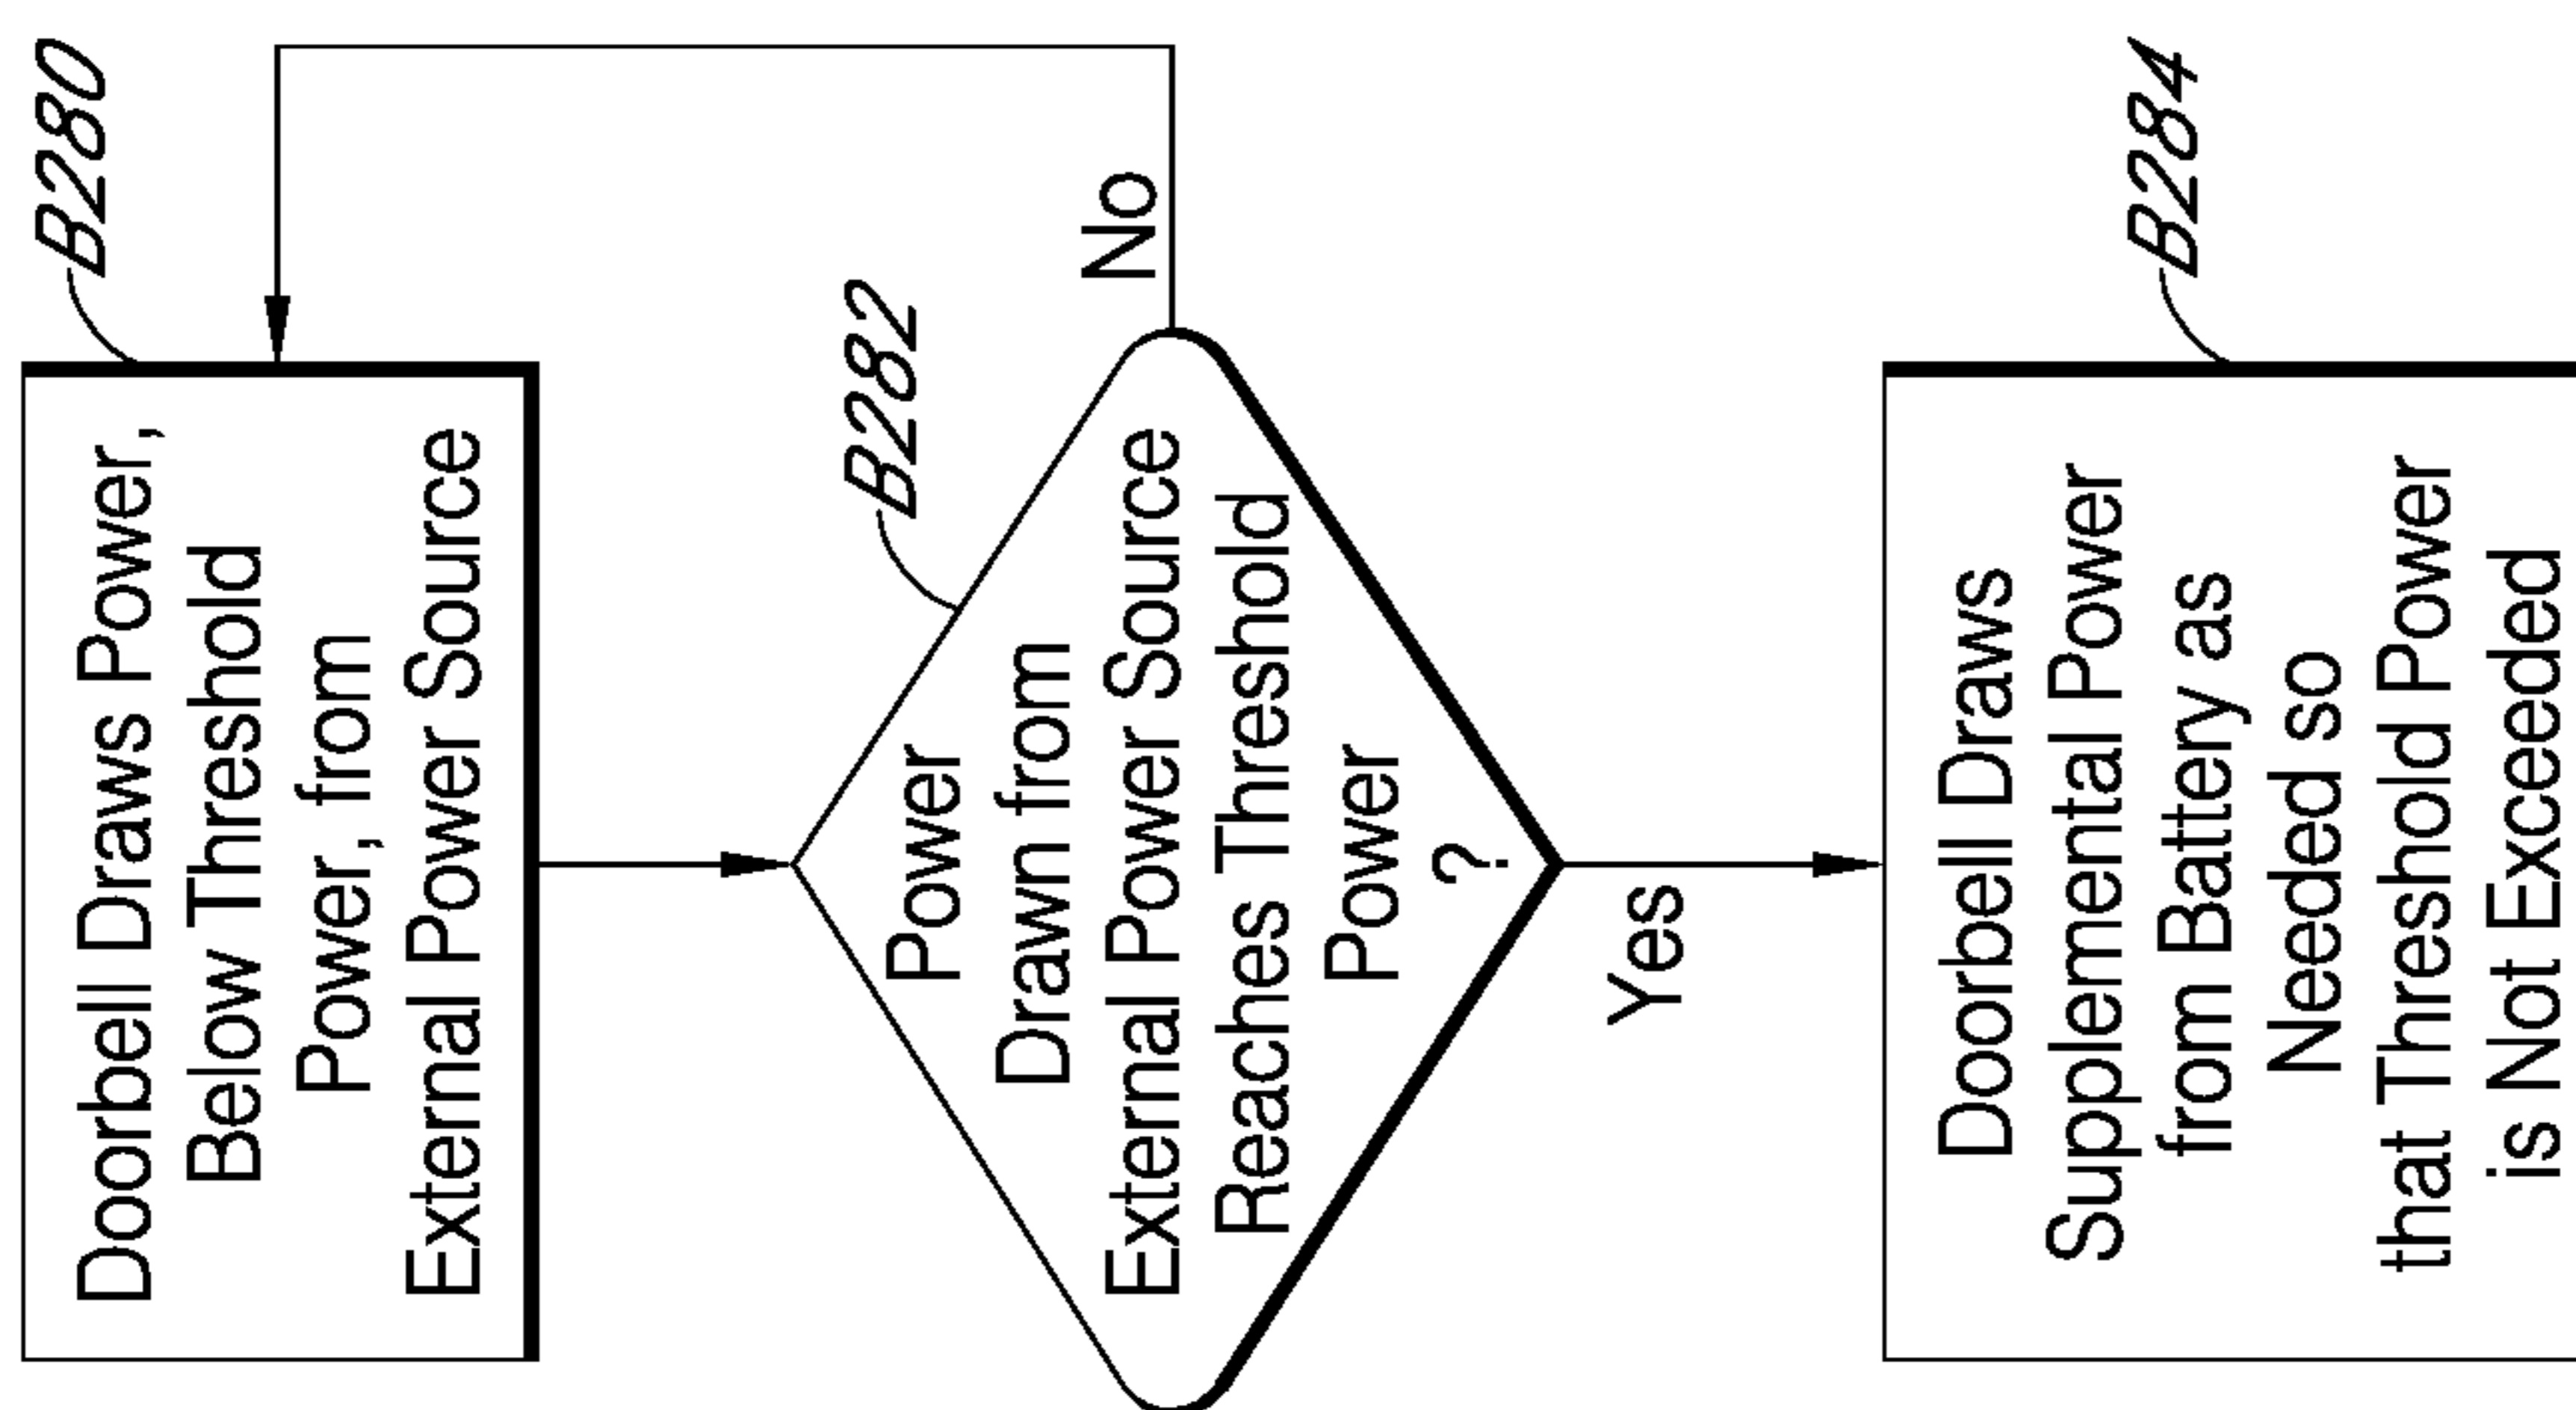 B280
Doorbell Draws Power,
Below Threshold
Power, from
External Power Source
B282
Power
Drawn from
External Power Source
Reaches Threshold
Power
?
No
Yes
B284
Doorbell Draws
Supplemental Power
from Battery as
Needed so
that Threshold Power
is Not Exceeded